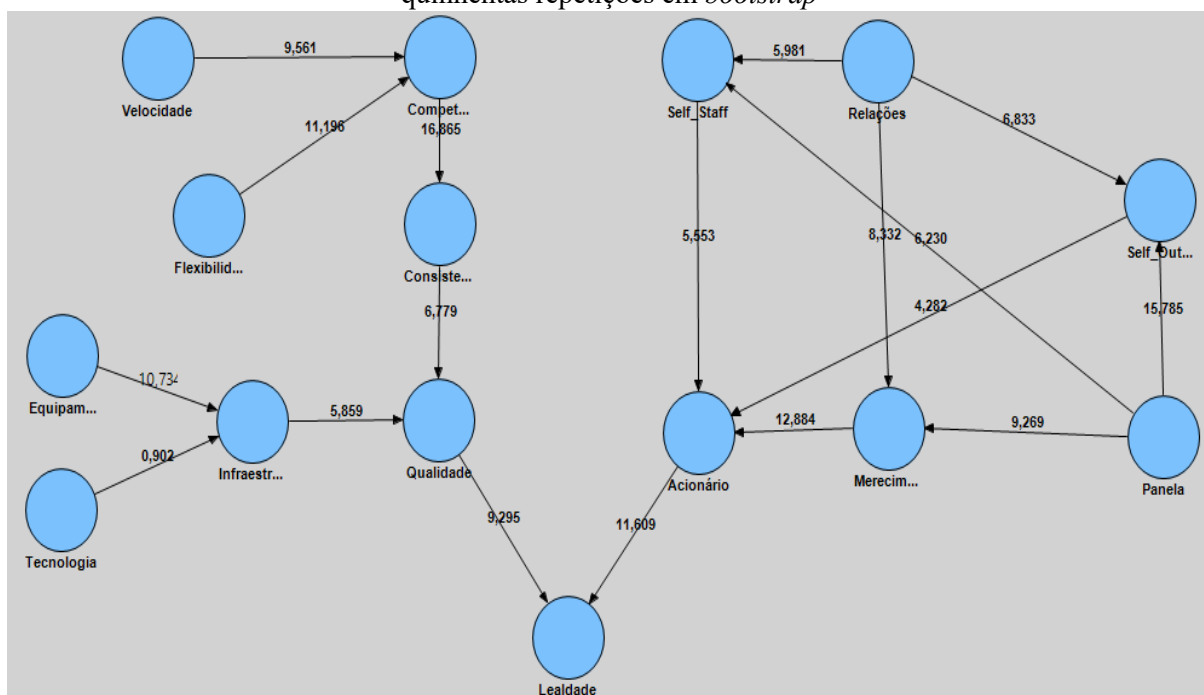 quinhentas repetições em bootstrap
9,561
5,981
Velocidade
Compet...
Self_Staff
Relações
11,196
16,865
6,833
Flexibilid...
Consiste...
5,553
8,332
6,230
Self_Out...
6,779
4,282
15,785
10,734
Equipam...
5,859
12,884
9,269
0,902
Infraestr...
Qualidade
Acionário
Merecim...
Panela
Tecnologia
9,295
11,609
Lealdade